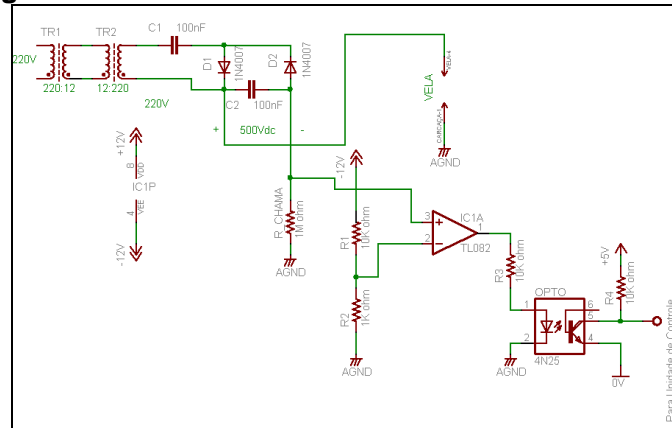 TR1
TR2
C1
100nF
220V
220:12
12:220
220V
D1
1N4007
D2
1N4007
C2
100nF
+
500Vdc
-
VELA
VELA-4
CARCAÇA-1
AGND
+12V
8
VDD
IC1P
4
VEE
-12V
R_CHAMA
1M ohm
AGND
-12V
R1
10K ohm
R2
1K ohm
AGND
3
2
+
−
1
IC1A
TL082
R3
10K ohm
OPTO
1
2
6
5
4
4N25
AGND
+5V
R4
10K ohm
0V
Para Unidade de Controle